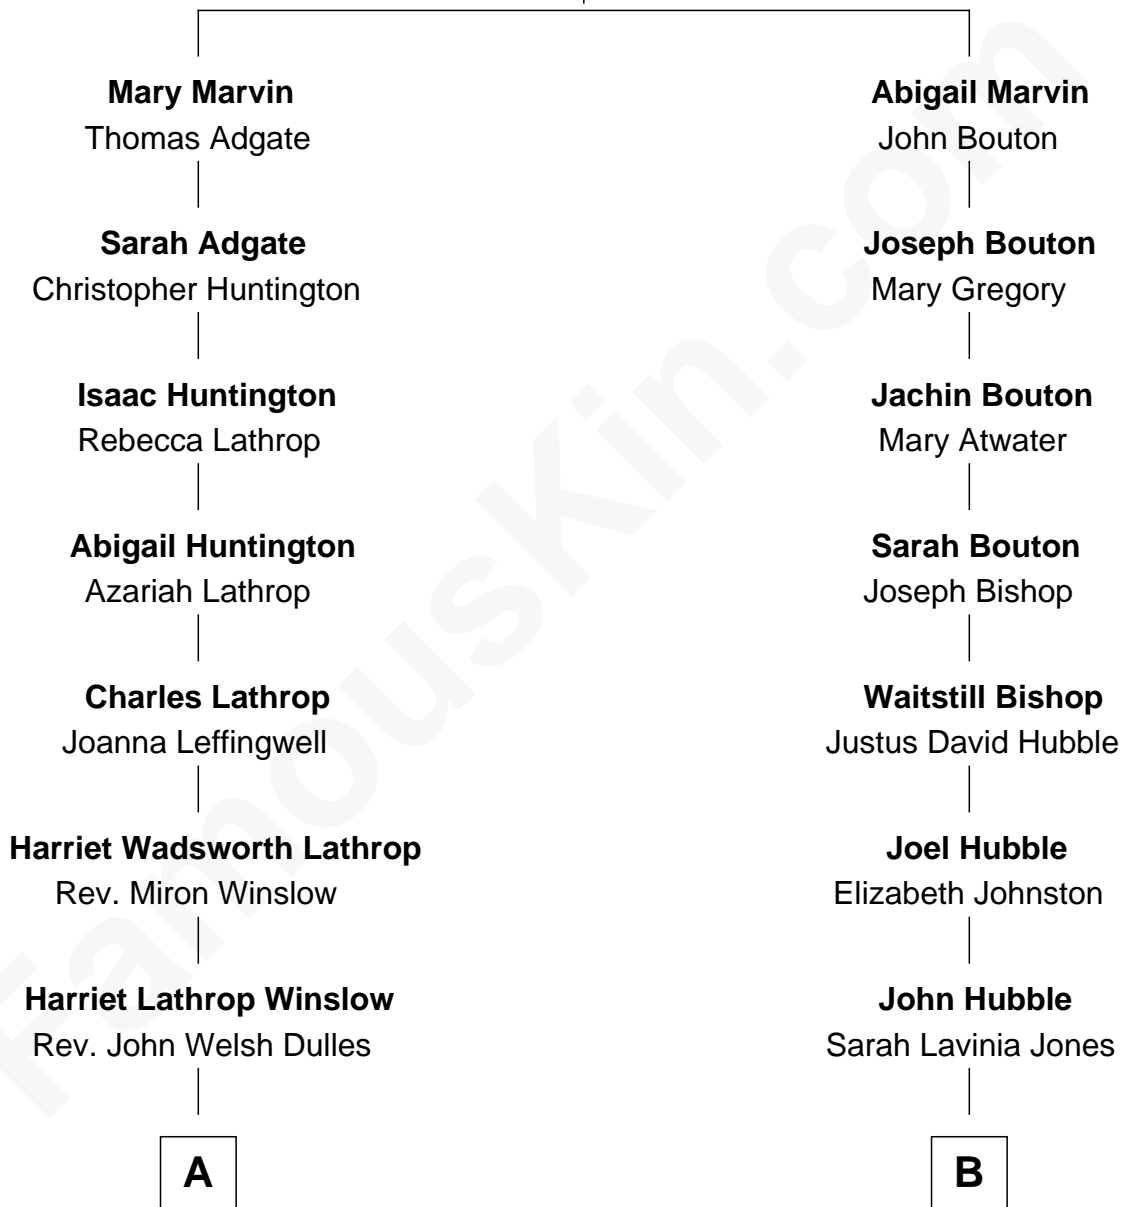 Mary Marvin
Thomas Adgate
Abigail Marvin
John Bouton
Sarah Adgate
Christopher Huntington
Joseph Bouton
Mary Gregory
Isaac Huntington
Rebecca Lathrop
Jachin Bouton
Mary Atwater
Abigail Huntington
Azariah Lathrop
Sarah Bouton
Joseph Bishop
Charles Lathrop
Joanna Leffingwell
Waitstill Bishop
Justus David Hubble
Harriet Wadsworth Lathrop
Rev. Miron Winslow
Joel Hubble
Elizabeth Johnston
Harriet Lathrop Winslow
Rev. John Welsh Dulles
John Hubble
Sarah Lavinia Jones
A
B
FamousKin.com